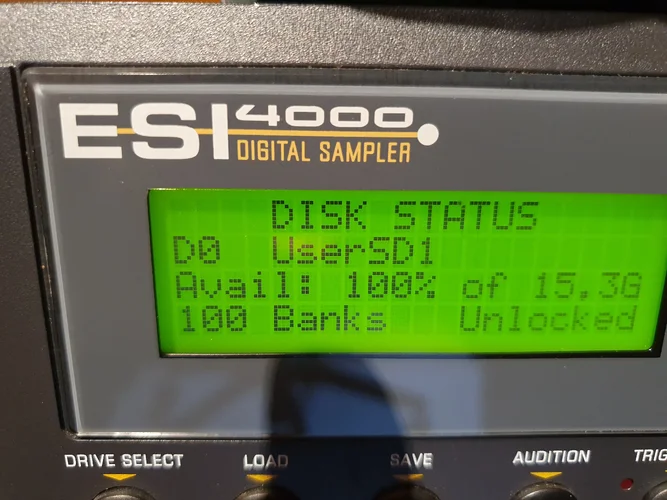 ESI 4000
DIGITAL SAMPLER
DISK STATUS
D0 UserSD1
Avail: 100% of 15.3G
100 Banks Unlocked
DRIVE SELECT LOAD SAVE AUDITION TRIG